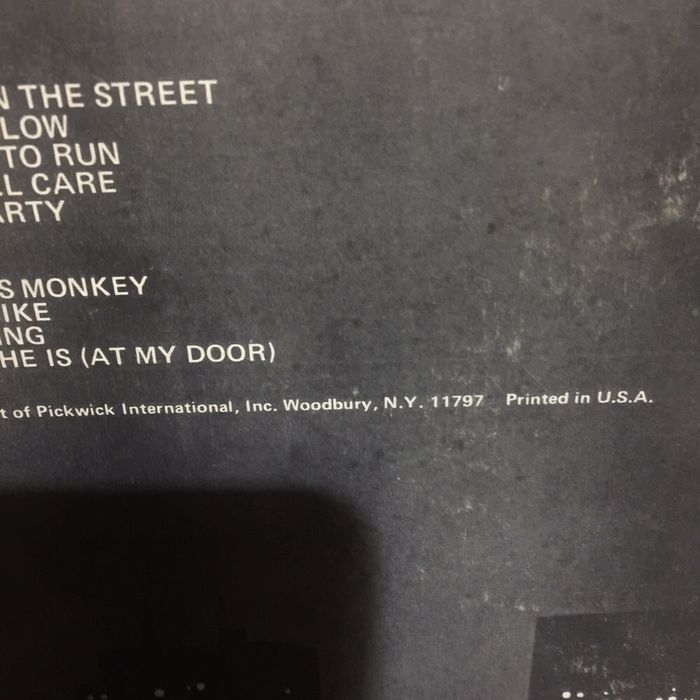 N THE STREET
LOW
TO RUN
LL CARE
ARTY
S MONKEY
IKE
ING
HE IS (AT MY DOOR)
t of Pickwick International, Inc. Woodbury, N.Y. 11797 Printed in U.S.A.